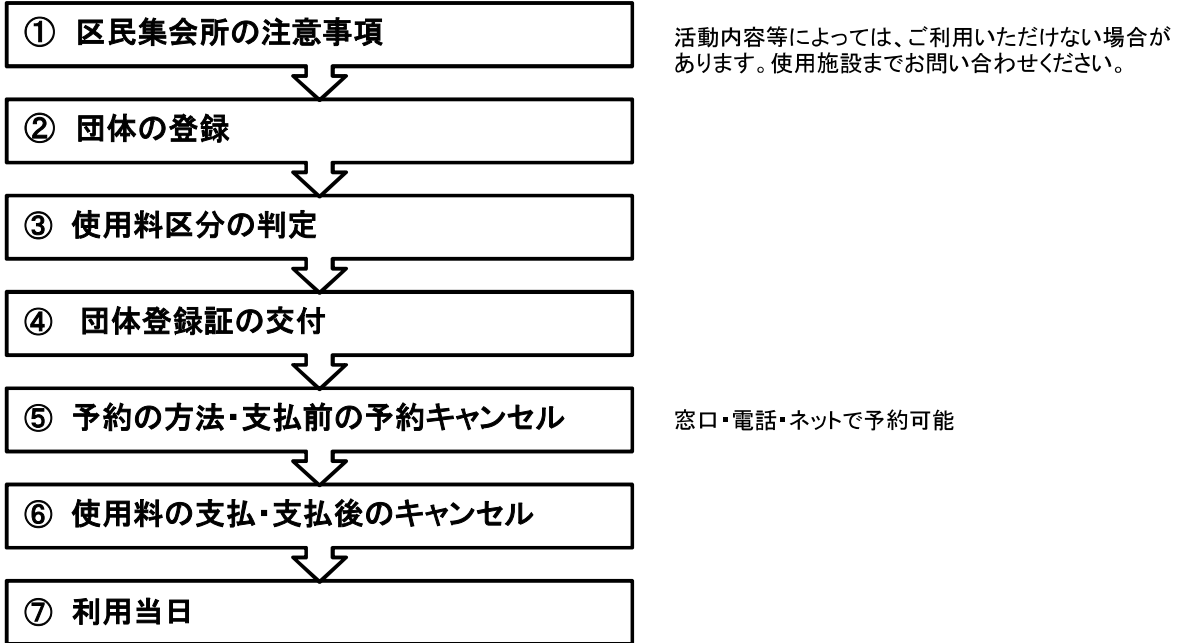 ① 区民集会所の注意事項
活動内容等によっては、ご利用いただけない場合が
あります。使用施設までお問い合わせください。
② 団体の登録
③ 使用料区分の判定
④ 団体登録証の交付
⑤ 予約の方法・支払前の予約キャンセル
窓口・電話・ネットで予約可能
⑥ 使用料の支払・支払後のキャンセル
⑦ 利用当日